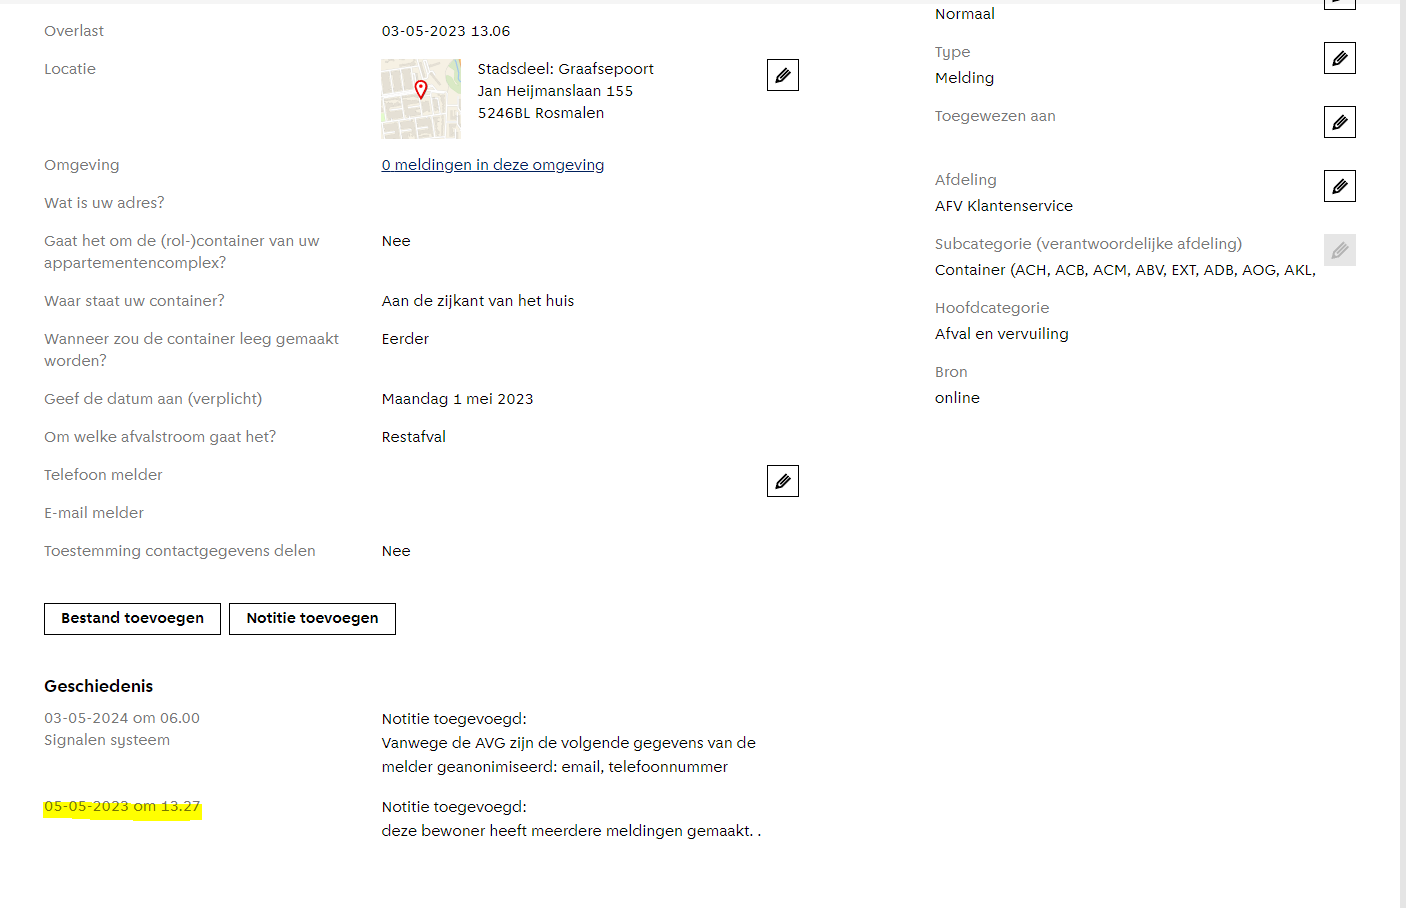 Overlast
03-05-2023 13.06
Locatie
Stadsdeel: Graafsepoort
Jan Heijmanslaan 155
5246BL Rosmalen
Omgeving
0 meldingen in deze omgeving
Wat is uw adres?
Gaat het om de (rol-)container van uw
appartementencomplex?
Nee
Waar staat uw container?
Aan de zijkant van het huis
Wanneer zou de container leeg gemaakt
worden?
Eerder
Geef de datum aan (verplicht)
Maandag 1 mei 2023
Om welke afvalstroom gaat het?
Restafval
Telefoon melder
E-mail melder
Toestemming contactgegevens delen
Nee
Bestand toevoegen
Notitie toevoegen
Geschiedenis
03-05-2024 om 06.00
Signalen systeem
Notitie toegevoegd:
Vanwege de AVG zijn de volgende gegevens van de
melder geanonimiseerd: email, telefoonnummer
05-05-2023 om 13.27
Notitie toegevoegd:
deze bewoner heeft meerdere meldingen gemaakt. .
Normaal
Type
Melding
Toegewezen aan
Afdeling
AFV Klantenservice
Subcategorie (verantwoordelijke afdeling)
Container (ACH, ACB, ACM, ABV, EXT, ADB, AOG, AKL,
Hoofdcategorie
Afval en vervuiling
Bron
online